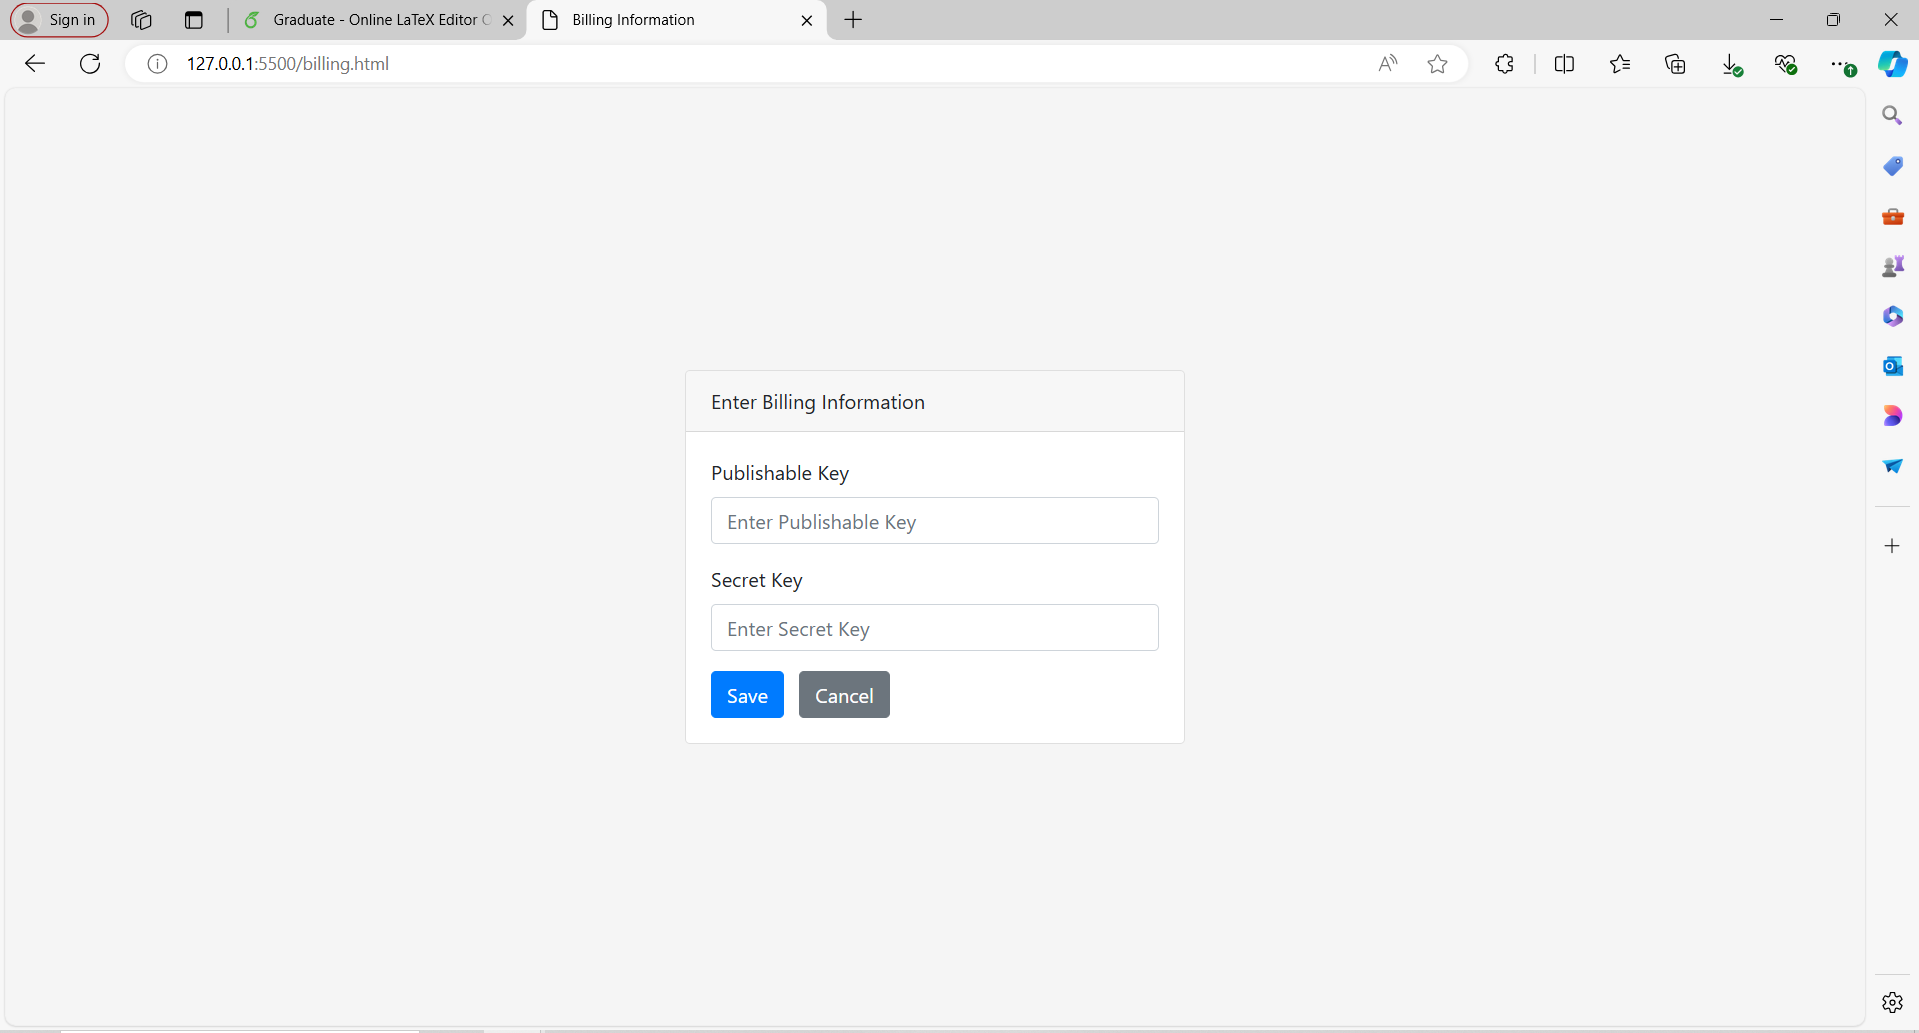 Sign in
Graduate - Online LaTeX Editor
Billing Information
127.0.0.1:5500/billing.html
Enter Billing Information
Publishable Key
Enter Publishable Key
Secret Key
Enter Secret Key
Save Cancel